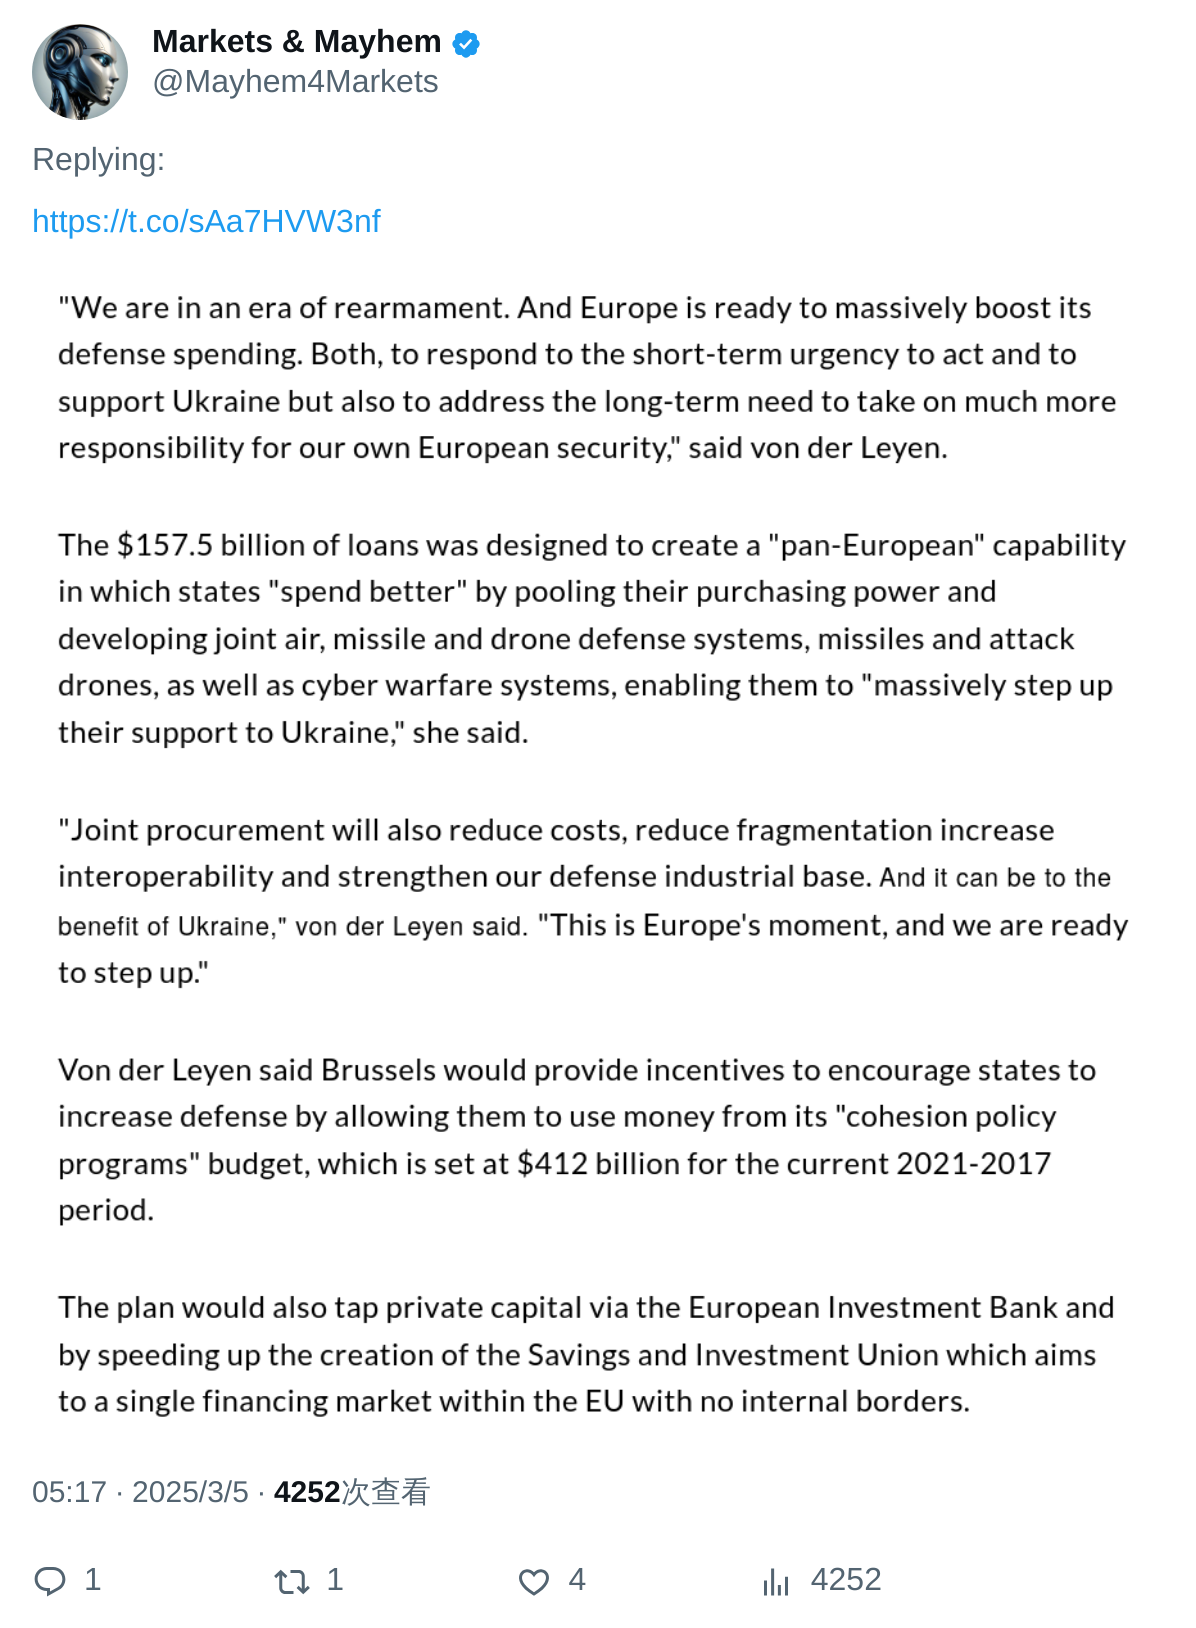 Markets & Mayhem
@Mayhem4Markets
Replying:
https://t.co/sAa7HVW3nf
"We are in an era of rearmament. And Europe is ready to massively boost its
defense spending. Both, to respond to the short-term urgency to act and to
support Ukraine but also to address the long-term need to take on much more
responsibility for our own European security," said von der Leyen.
The $157.5 billion of loans was designed to create a "pan-European" capability
in which states "spend better" by pooling their purchasing power and
developing joint air, missile and drone defense systems, missiles and attack
drones, as well as cyber warfare systems, enabling them to "massively step up
their support to Ukraine," she said.
"Joint procurement will also reduce costs, reduce fragmentation increase
interoperability and strengthen our defense industrial base. And it can be to the
benefit of Ukraine," von der Leyen said. "This is Europe's moment, and we are ready
to step up."
Von der Leyen said Brussels would provide incentives to encourage states to
increase defense by allowing them to use money from its "cohesion policy
programs" budget, which is set at $412 billion for the current 2021-2017
period.
The plan would also tap private capital via the European Investment Bank and
by speeding up the creation of the Savings and Investment Union which aims
to a single financing market within the EU with no internal borders.
05:17 · 2025/3/5 · 4252次查看
1 1 4 4252